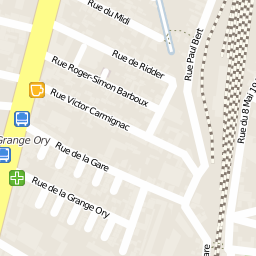 Rue du Midi
Rue de Ridder
Rue Paul Bert
Rue Roger-Simon Barboux
Rue Victor Carmignac
Rue du 8 Mai 19
Grange Ory
Rue de la Gare
Rue de la Grange Ory
are